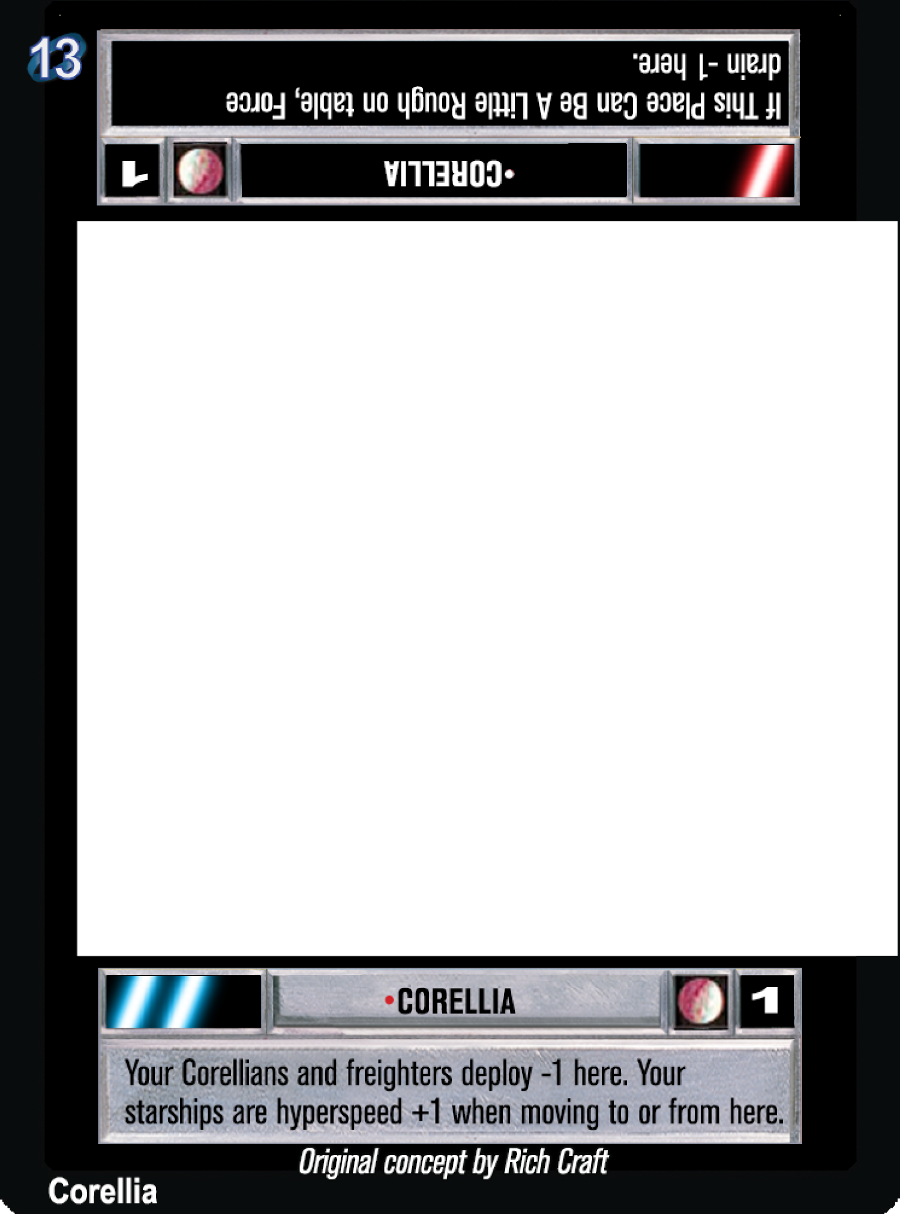 13
If This Place Can Be A Little Rough on table, Force
drain -1 here.
•CORELLIA
1
•CORELLIA
1
Your Corellians and freighters deploy -1 here. Your
starships are hyperspeed +1 when moving to or from here.
Original concept by Rich Craft
Corellia